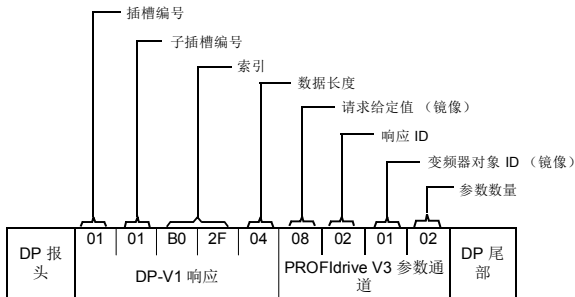 插槽编号
子插槽编号
索引
数据长度
请求给定值 （镜像）
响应 ID
变频器对象 ID （镜像）
参数数量
01 01 B0 2F 04 08 02 01 02
DP 报
头
DP-V1 响应
PROFIdrive V3 参数通
道
DP 尾
部